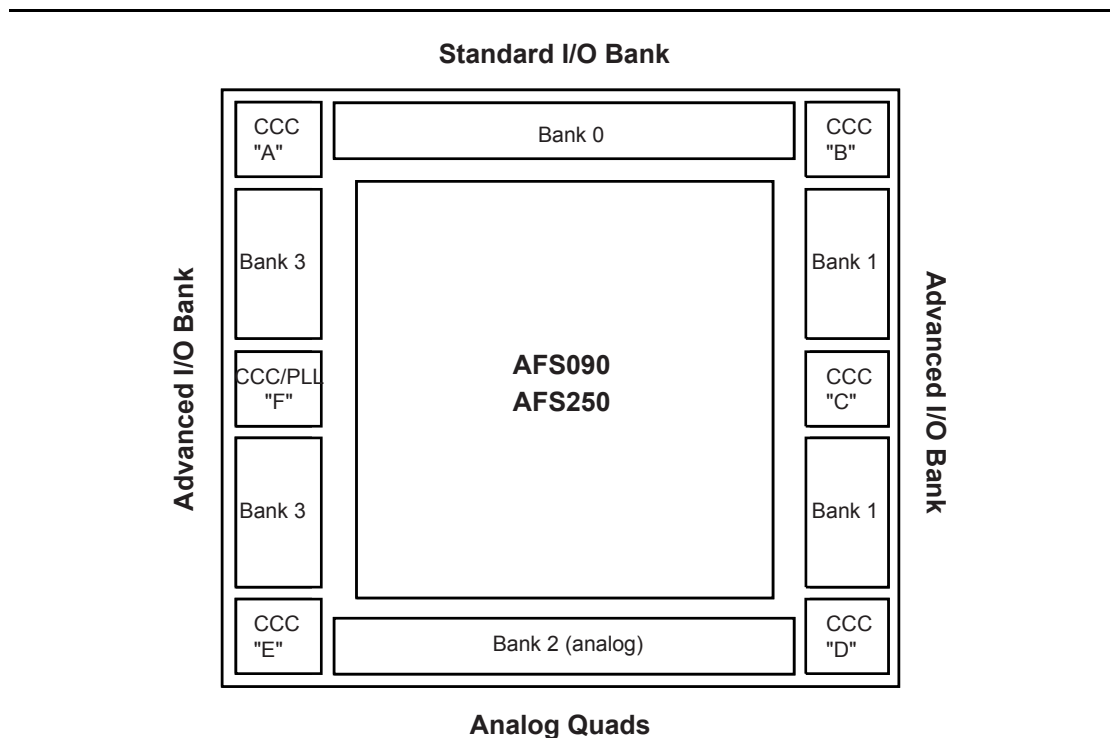 Standard I/O Bank
CCC
"A"
Bank 0
CCC
"B"
Bank 3
Bank 1
Advanced I/O Bank
Advanced I/O Bank
CCC/PLL
"F"
AFS090
AFS250
CCC
"C"
Bank 3
Bank 1
CCC
"E"
Bank 2 (analog)
CCC
"D"
Analog Quads